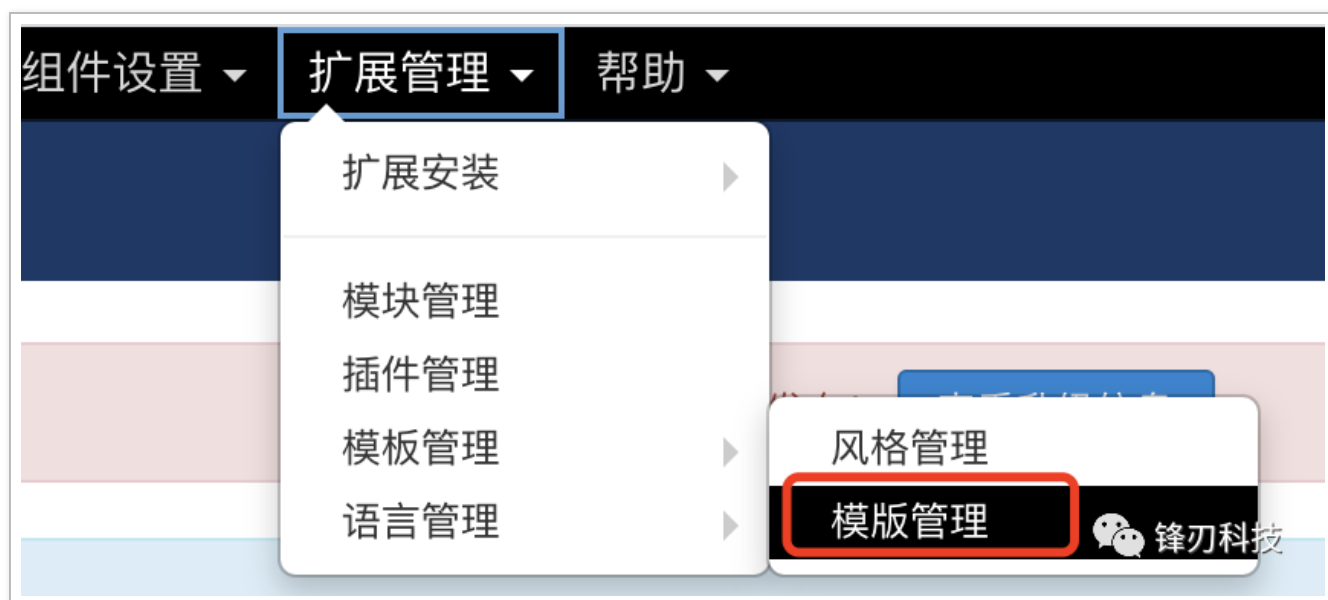 组件设置 扩展管理 帮助
扩展安装
模块管理
插件管理
模板管理
语言管理
风格管理
模版管理
锋刃科技